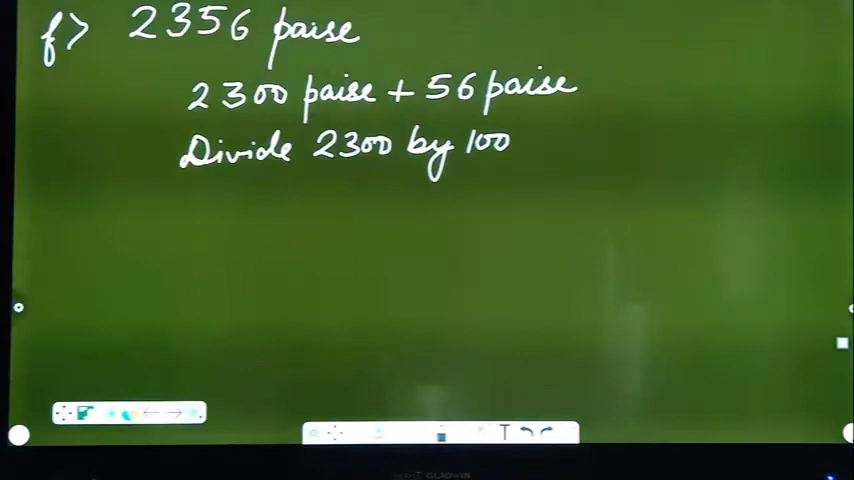 f> 2356 paise
2300 paise + 56 paise
Divide 2300 by 100
T